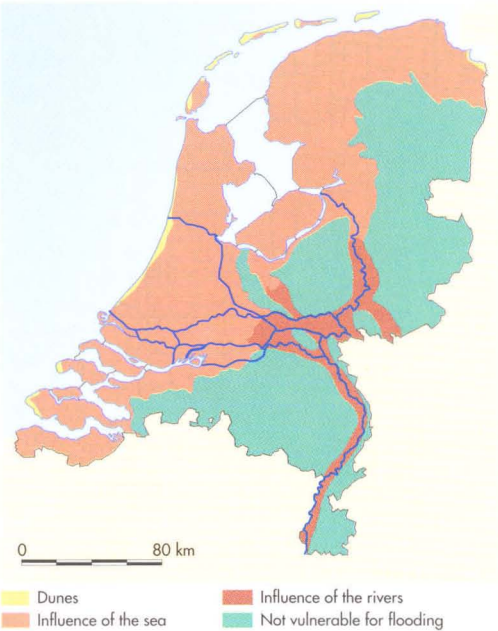 0 80 km
Dunes
Influence of the sea
Influence of the rivers
Not vulnerable for flooding